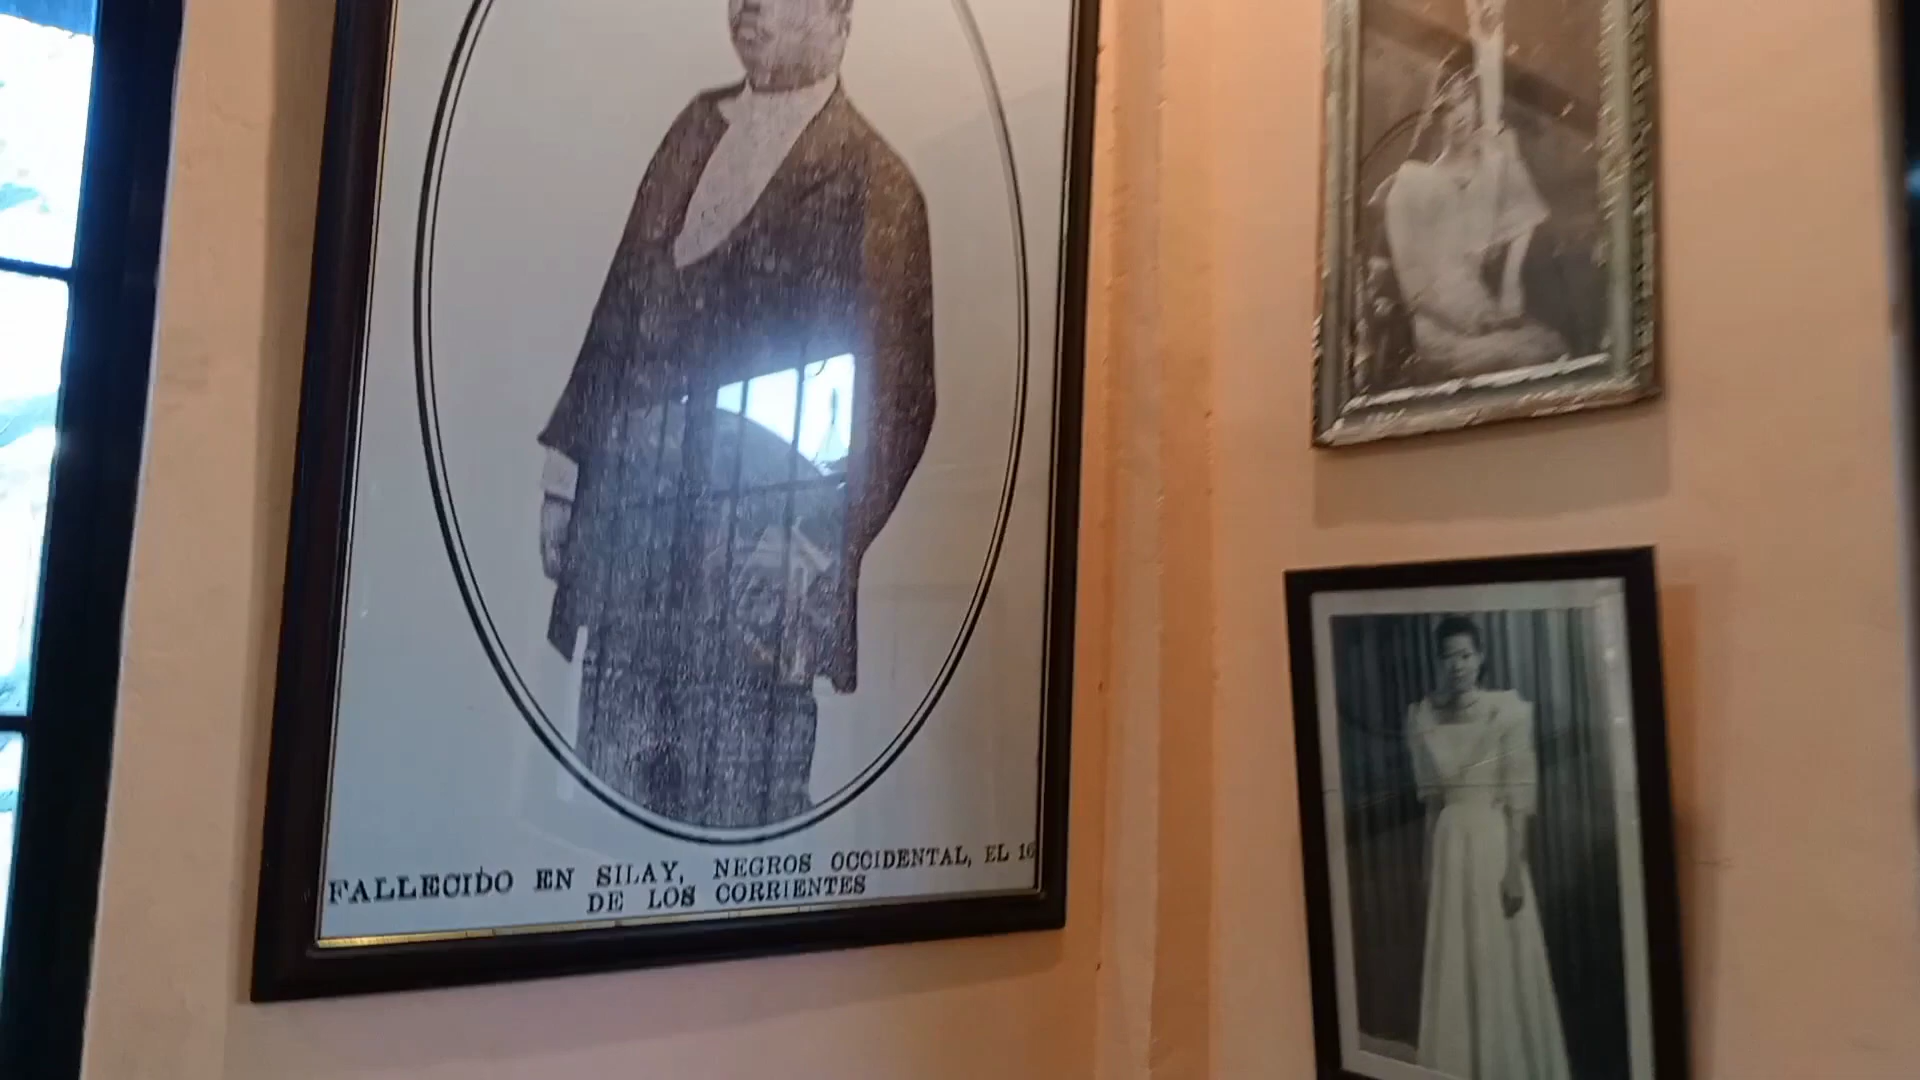 FALLECIDO EN SILAY, NEGROS OCCIDENTAL, EL 16
DE LOS CORRIENTES